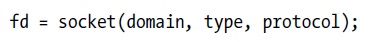 fd = socket(domain, type, protocol);